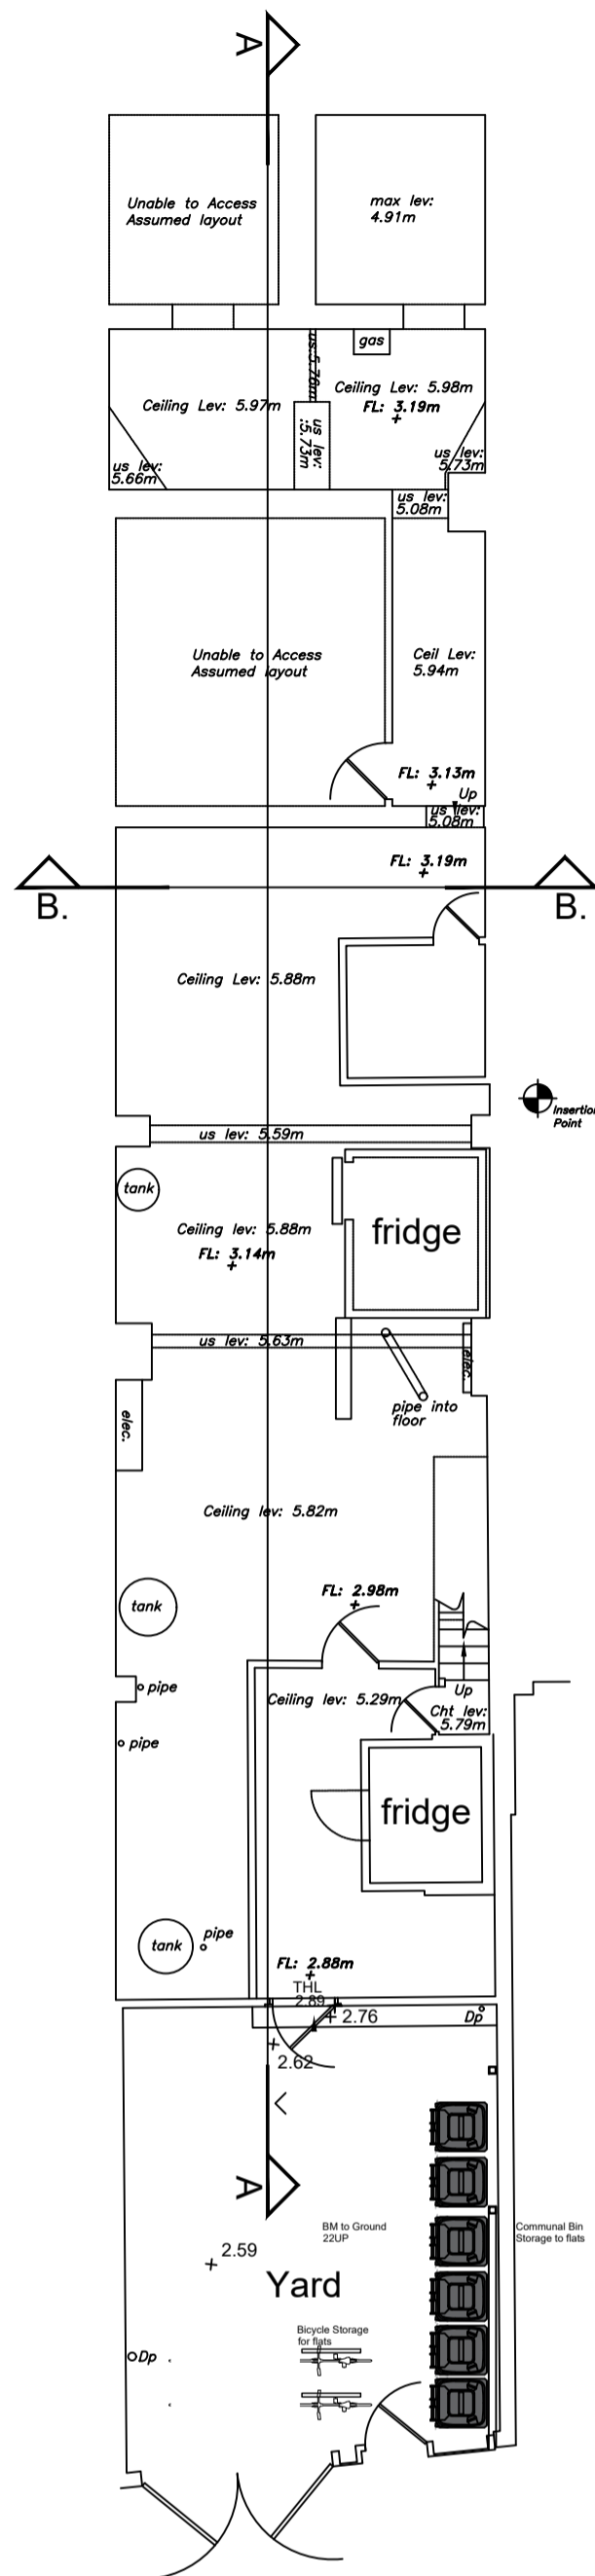 A
Unable to Access
Assumed layout
max lev:
4.91m
gas
us:5.76m
Ceiling Lev: 5.97m
Ceiling Lev: 5.98m
FL: 3.19m
us lev:
:5.73m
us lev:
5.66m
us lev:
5.73m
us lev:
5.08m
Unable to Access
Assumed layout
Ceil Lev:
5.94m
FL: 3.13m
Up
us lev:
5.08m
FL: 3.19m
B.
B.
Ceiling Lev: 5.88m
Insertion
Point
us lev: 5.59m
tank
Ceiling lev: 5.88m
FL: 3.14m
fridge
us lev: 5.63m
elec.
pipe into
floor
elec.
Ceiling lev: 5.82m
FL: 2.98m
tank
pipe
Ceiling lev: 5.29m
Up
Cht lev:
5.79m
pipe
fridge
tank
pipe
FL: 2.88m
THL
2.89
2.76
Dp
2.62
A
BM to Ground
22UP
Communal Bin
Storage to flats
2.59
Yard
Bicycle Storage
for flats
Dp